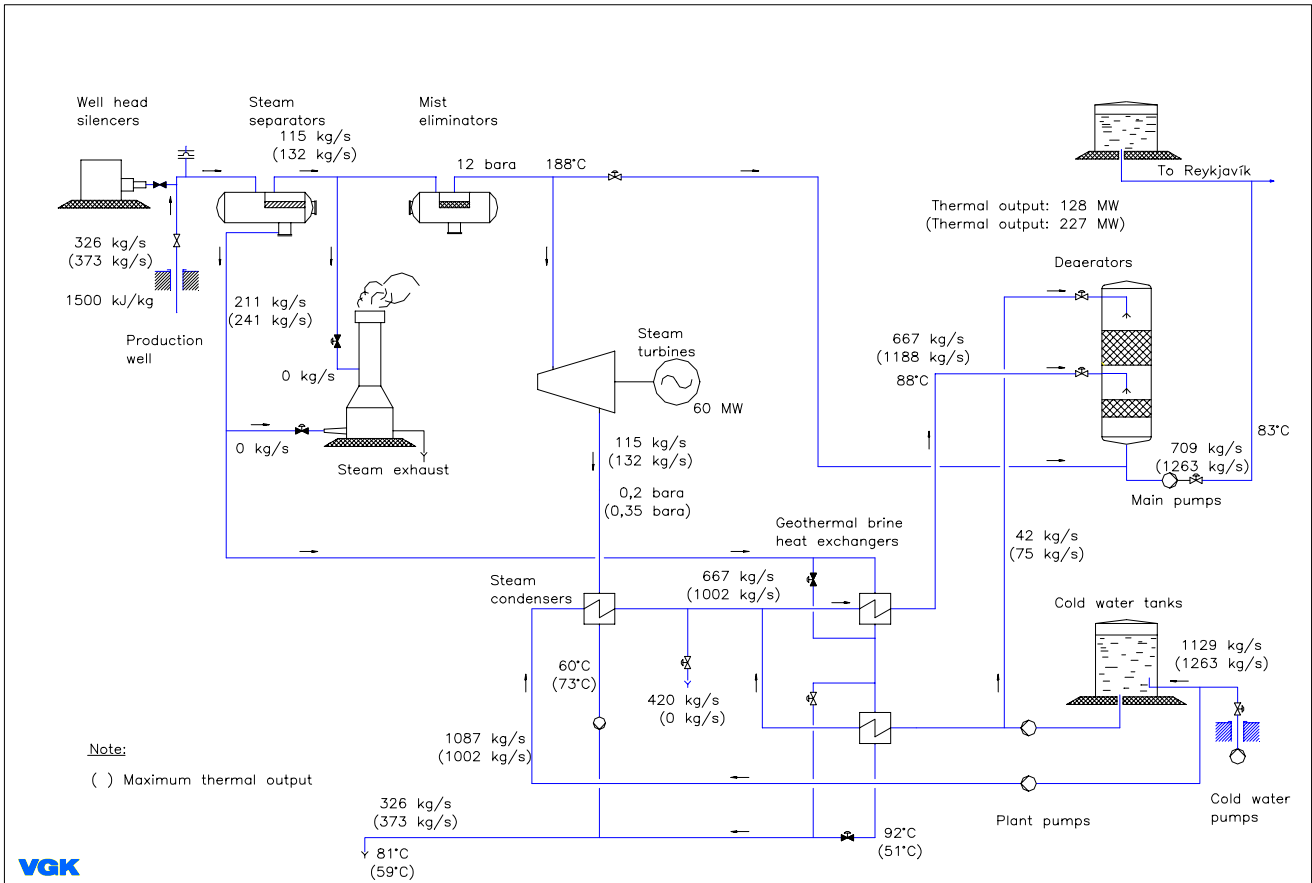 Well head
silencers
Steam
separators
Mist
eliminators
115 kg/s
(132 kg/s)
12 bara
188°C
To Reykjavík
Thermal output: 128 MW
(Thermal output: 227 MW)
326 kg/s
(373 kg/s)
1500 kJ/kg
Production
well
211 kg/s
(241 kg/s)
0 kg/s
0 kg/s
Steam exhaust
Steam
turbines
60 MW
Deaerators
667 kg/s
(1188 kg/s)
88°C
83°C
709 kg/s
(1263 kg/s)
Main pumps
115 kg/s
(132 kg/s)
0,2 bara
(0,35 bara)
Geothermal brine
heat exchangers
42 kg/s
(75 kg/s)
Steam
condensers
667 kg/s
(1002 kg/s)
Cold water tanks
1129 kg/s
(1263 kg/s)
60°C
(73°C)
420 kg/s
(0 kg/s)
1087 kg/s
(1002 kg/s)
Note:
( ) Maximum thermal output
326 kg/s
(373 kg/s)
81°C
(59°C)
92°C
(51°C)
Plant pumps
Cold water
pumps
VGK